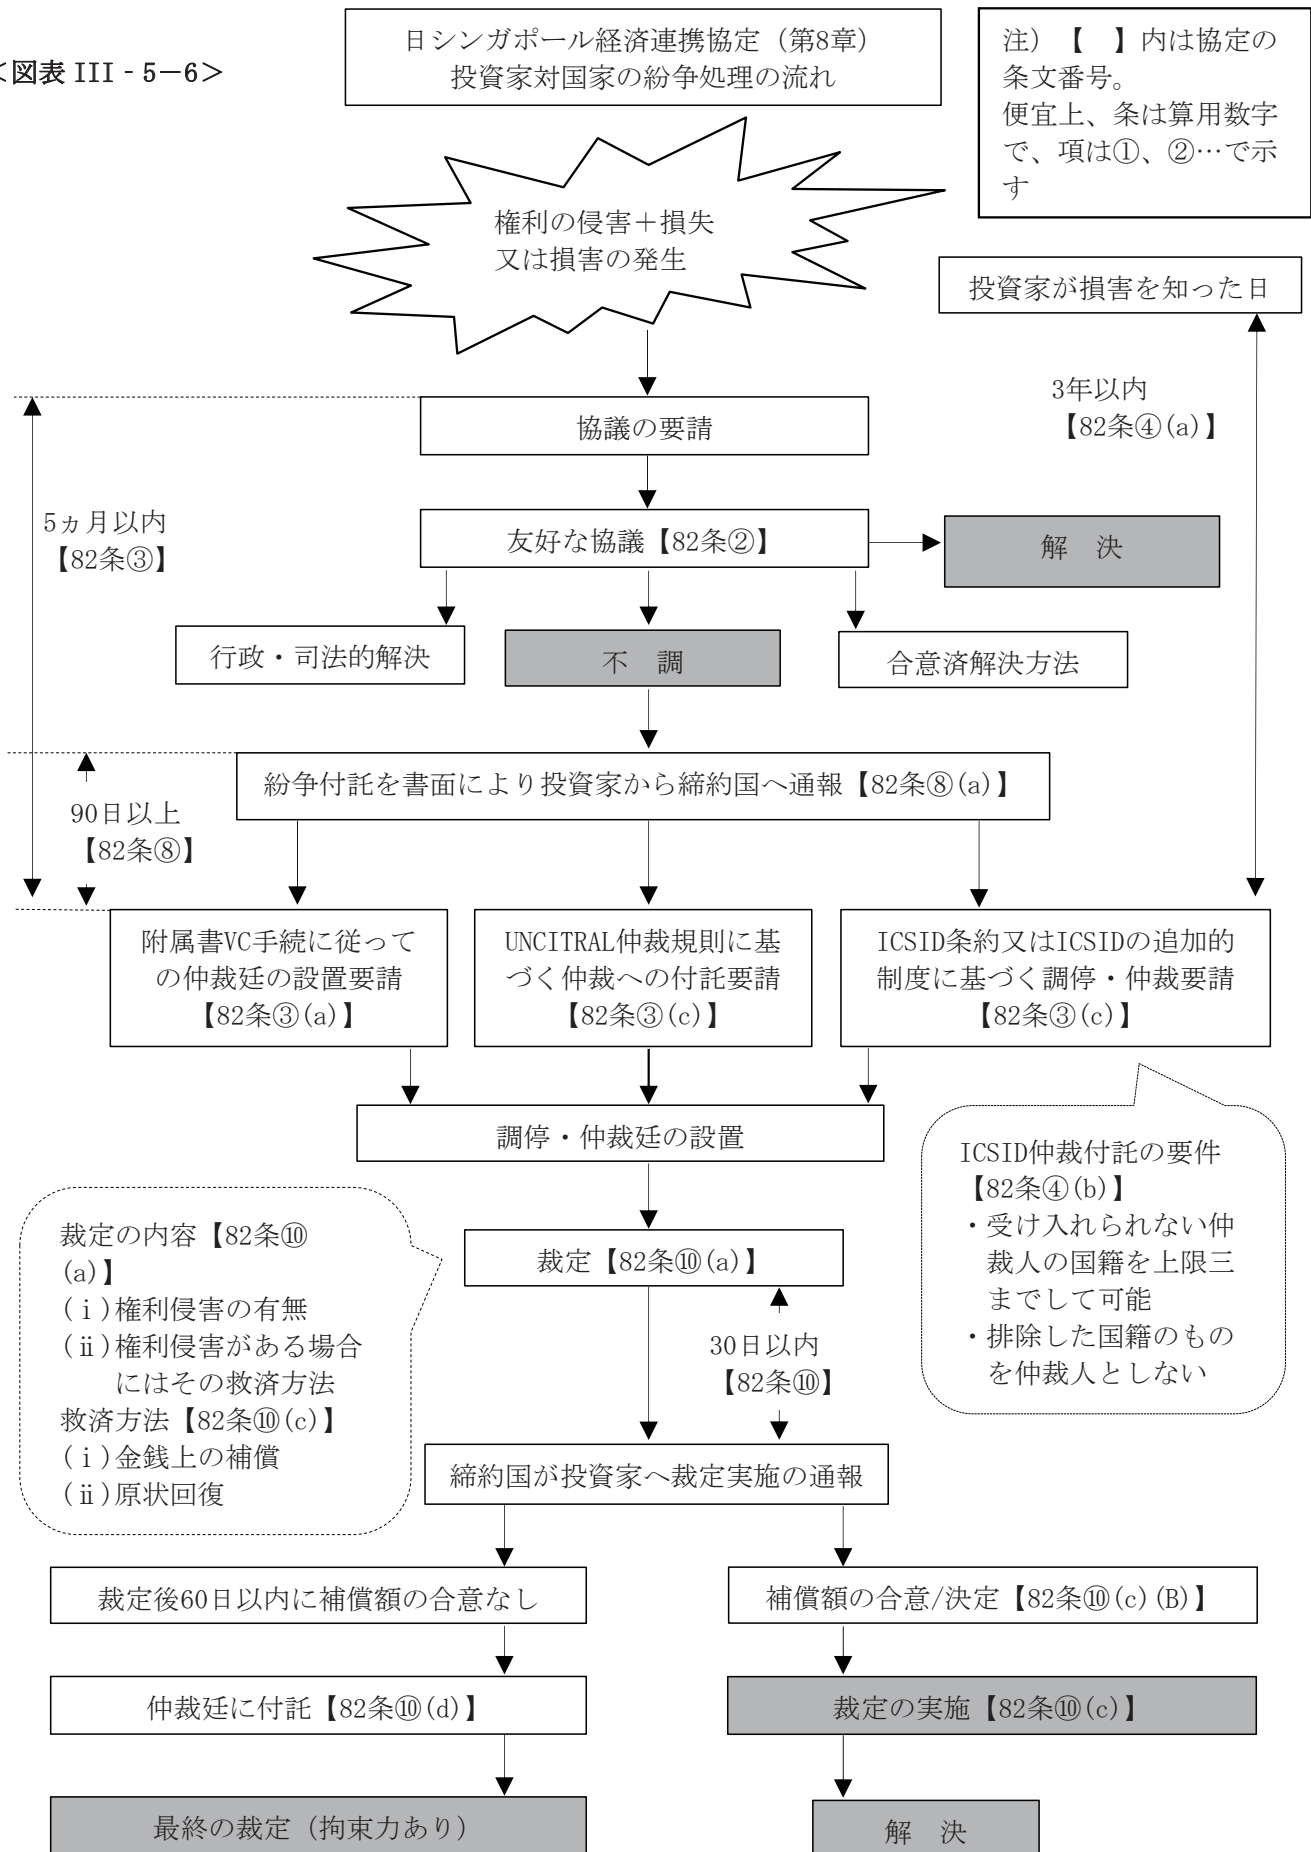 <図表 III‐5－6>
日シンガポール経済連携協定（第8章）
投資家対国家の紛争処理の流れ
注）【　】内は協定の
条文番号。
便宜上、条は算用数字
で、項は①、②…で示
す
権利の侵害＋損失
又は損害の発生
投資家が損害を知った日
3年以内
【82条④(a)】
協議の要請
5ヵ月以内
【82条③】
友好な協議【82条②】
解　決
行政・司法的解決
不　調
合意済解決方法
紛争付託を書面により投資家から締約国へ通報【82条⑧(a)】
90日以上
【82条⑧】
附属書VC手続に従って
の仲裁廷の設置要請
【82条③(a)】
UNCITRAL仲裁規則に基
づく仲裁への付託要請
【82条③(c)】
ICSID条約又はICSIDの追加的
制度に基づく調停・仲裁要請
【82条③(c)】
調停・仲裁廷の設置
ICSID仲裁付託の要件
【82条④(b)】
・受け入れられない仲
裁人の国籍を上限三
までして可能
・排除した国籍のもの
を仲裁人としない
裁定の内容【82条⑩
(a)】
(ⅰ)権利侵害の有無
(ⅱ)権利侵害がある場合
にはその救済方法
救済方法【82条⑩(c)】
(ⅰ)金銭上の補償
(ⅱ)原状回復
裁定【82条⑩(a)】
30日以内
【82条⑩】
締約国が投資家へ裁定実施の通報
裁定後60日以内に補償額の合意なし
補償額の合意/決定【82条⑩(c)(B)】
仲裁廷に付託【82条⑩(d)】
裁定の実施【82条⑩(c)】
最終の裁定（拘束力あり）
解　決